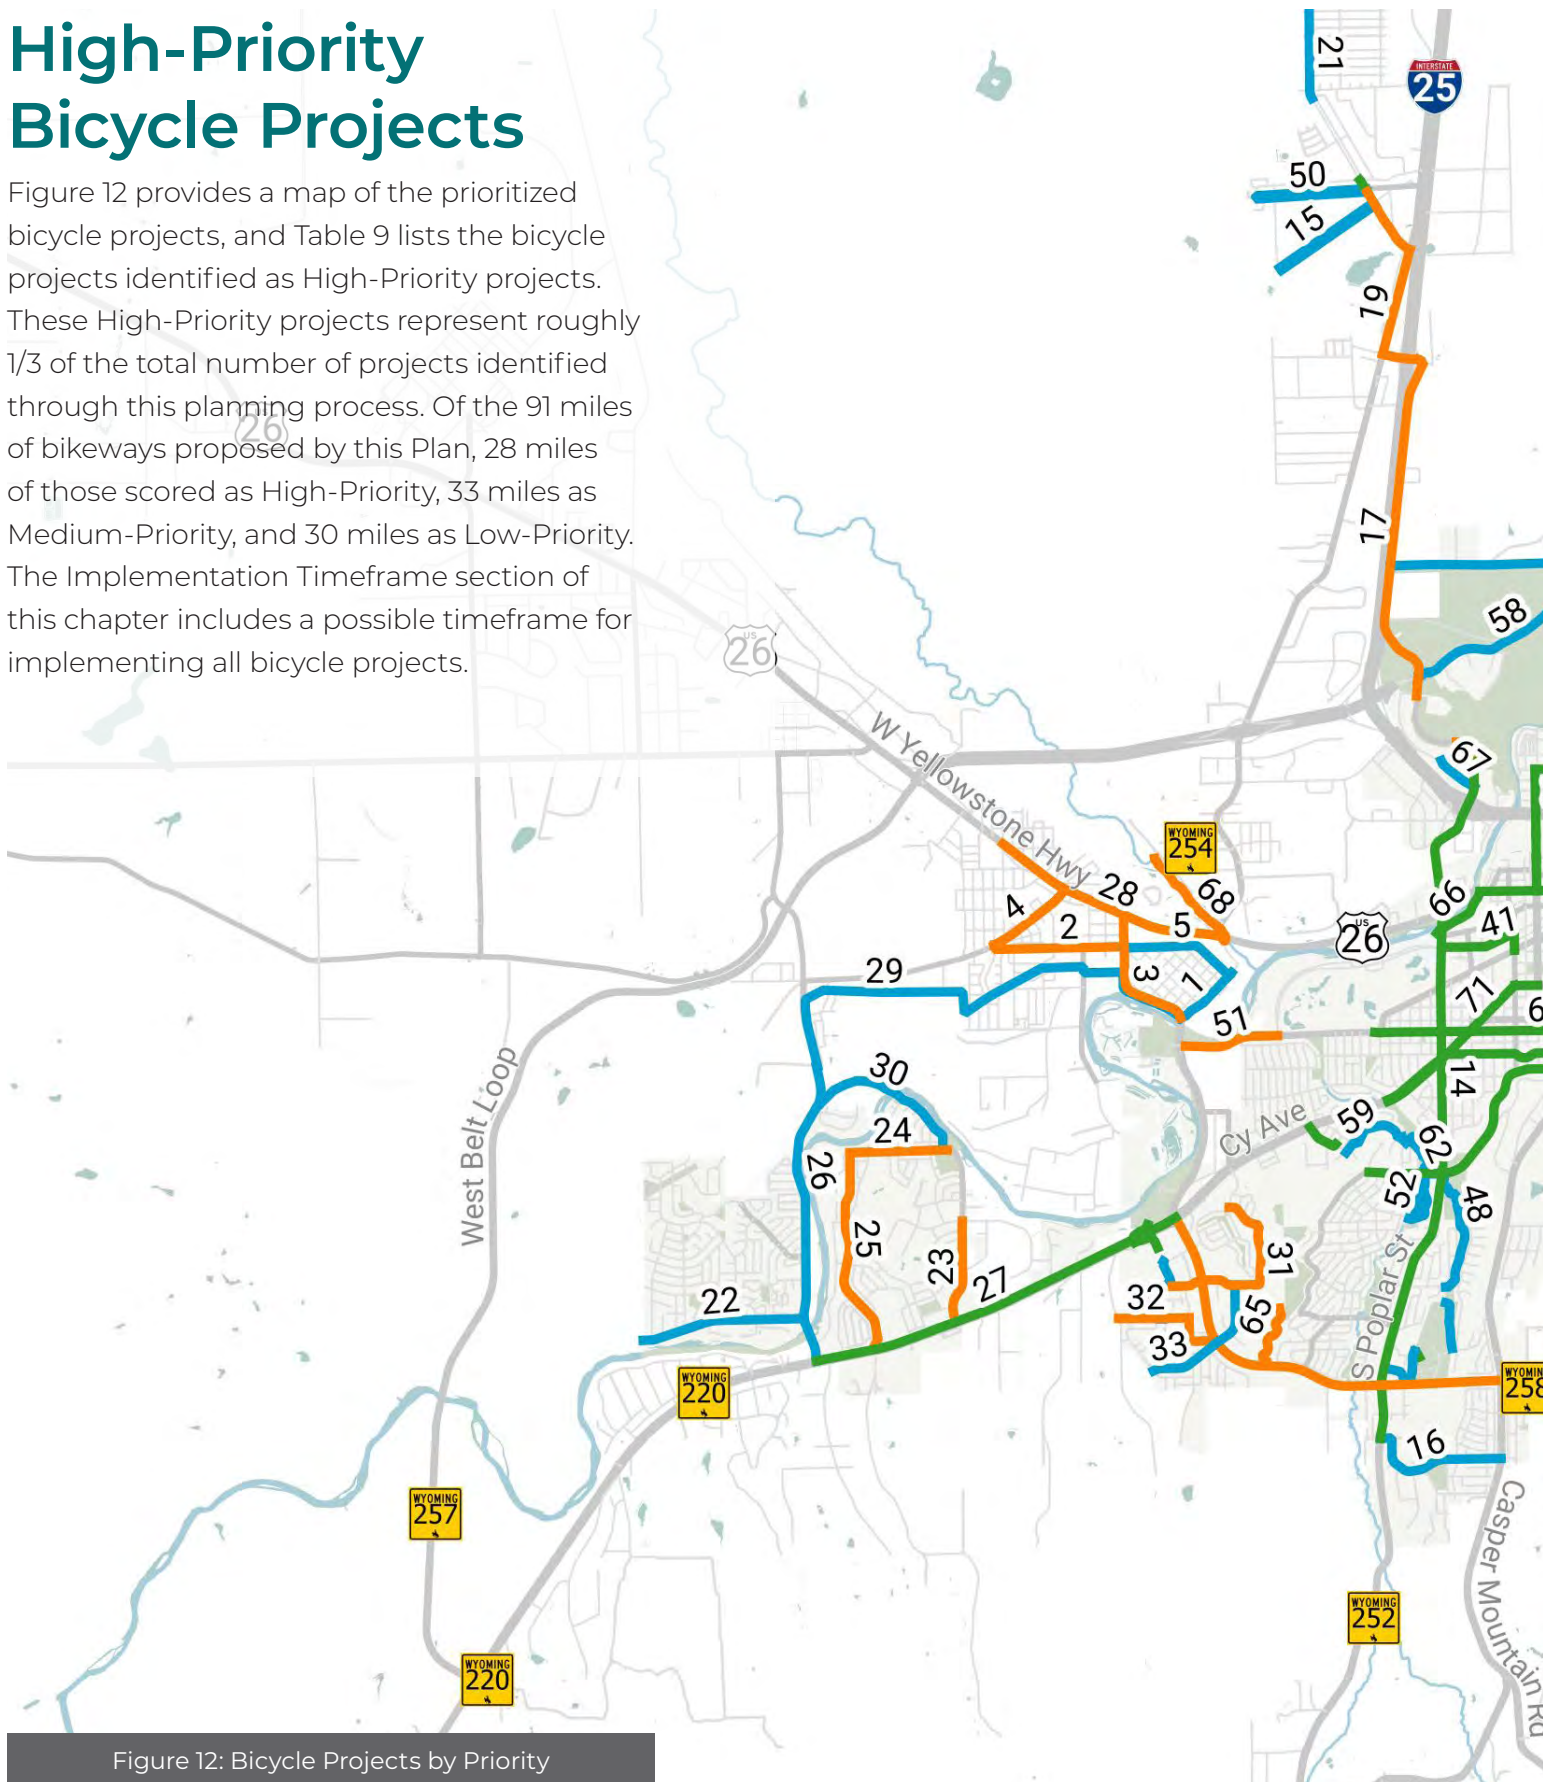 High-Priority
Bicycle Projects
Figure 12 provides a map of the prioritized
bicycle projects, and Table 9 lists the bicycle
projects identified as High-Priority projects.
These High-Priority projects represent roughly
1/3 of the total number of projects identified
through this planning process. Of the 91 miles
of bikeways proposed by this Plan, 28 miles
of those scored as High-Priority, 33 miles as
Medium-Priority, and 30 miles as Low-Priority.
The Implementation Timeframe section of
this chapter includes a possible timeframe for
implementing all bicycle projects.
26
21
INTERSTATE
25
50
15
19
17
58
US
26
W Yellowstone Hwy
67
WYOMING
254
28
68
4
2
5
66
41
US
26
29
3
1
71
51
6
30
14
West Belt Loop
24
Cy Ave
59
62
26
52
48
25
23
31
27
S Poplar St
22
32
65
33
WYOMING
220
258
16
WYOMING
257
Casper Mountain Rd
WYOMING
252
WYOMING
220
Figure 12: Bicycle Projects by Priority